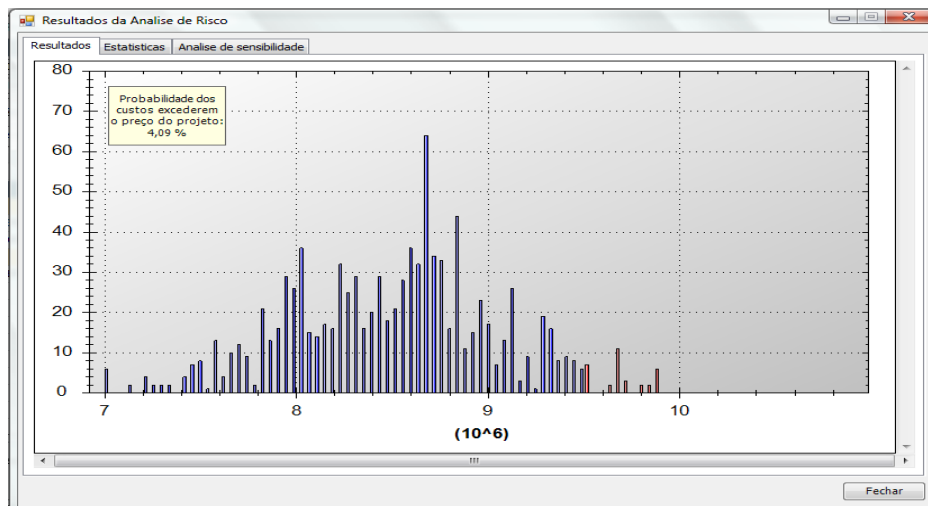 Resultados da Analise de Risco
Resultados Estatisticas Analise de sensibilidade
80
Probabilidade dos
custos excederem
o preço do projeto:
4,09 %
70
60
50
40
30
20
10
0
7 8 9 10
(10^6)
Fechar